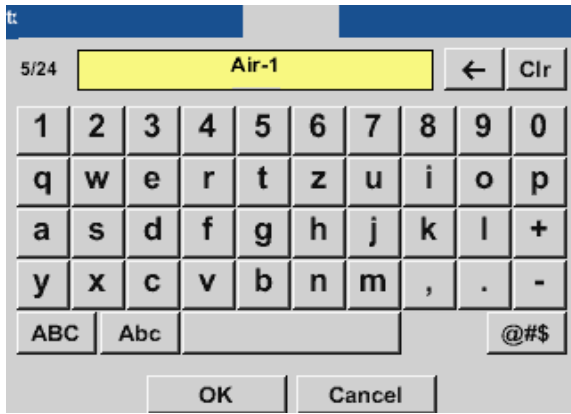 5/24 Air-1 ← Clr
1 2 3 4 5 6 7 8 9 0
q w e r t z u i o p
a s d f g h j k l +
y x c v b n m , . -
ABC Abc @#$
OK Cancel